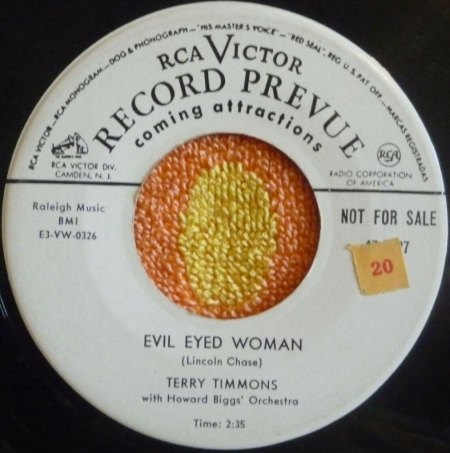 RCA VICTOR—RCA MONOGRAM—DOG & PHONOGRAPH—"HIS MASTER'S VOICE"—"RED SEAL", REG U.S. PAT OFF.—MARCAS REGISTRADAS
RCA VICTOR
RECORD PREVUE
coming attractions
RCA VICTOR DIV.
CAMDEN, N. J.
RCA
RADIO CORPORATION
OF AMERICA
Raleigh Music
BMI
E3-VW-0326
NOT FOR SALE
20
EVIL EYED WOMAN
(Lincoln Chase)
TERRY TIMMONS
with Howard Biggs' Orchestra
Time: 2:35